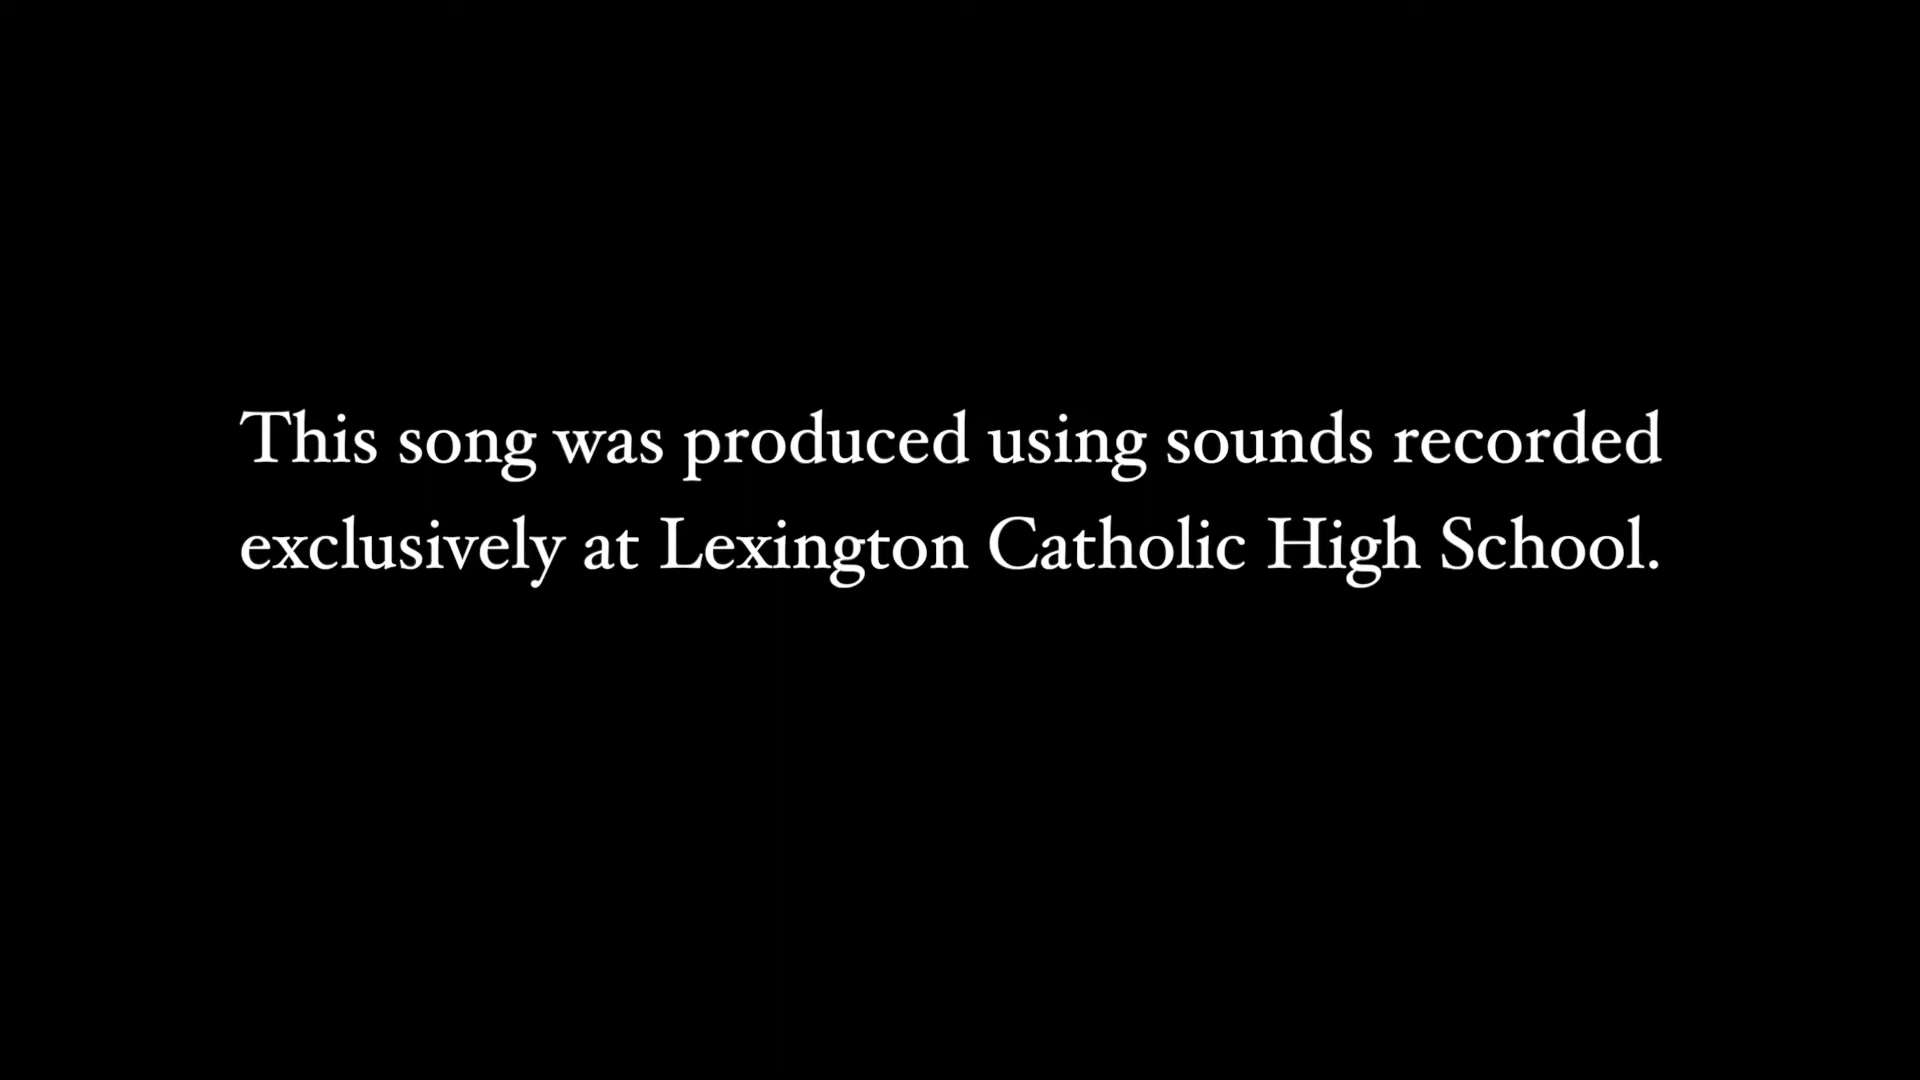 This song was produced using sounds recorded
exclusively at Lexington Catholic High School.